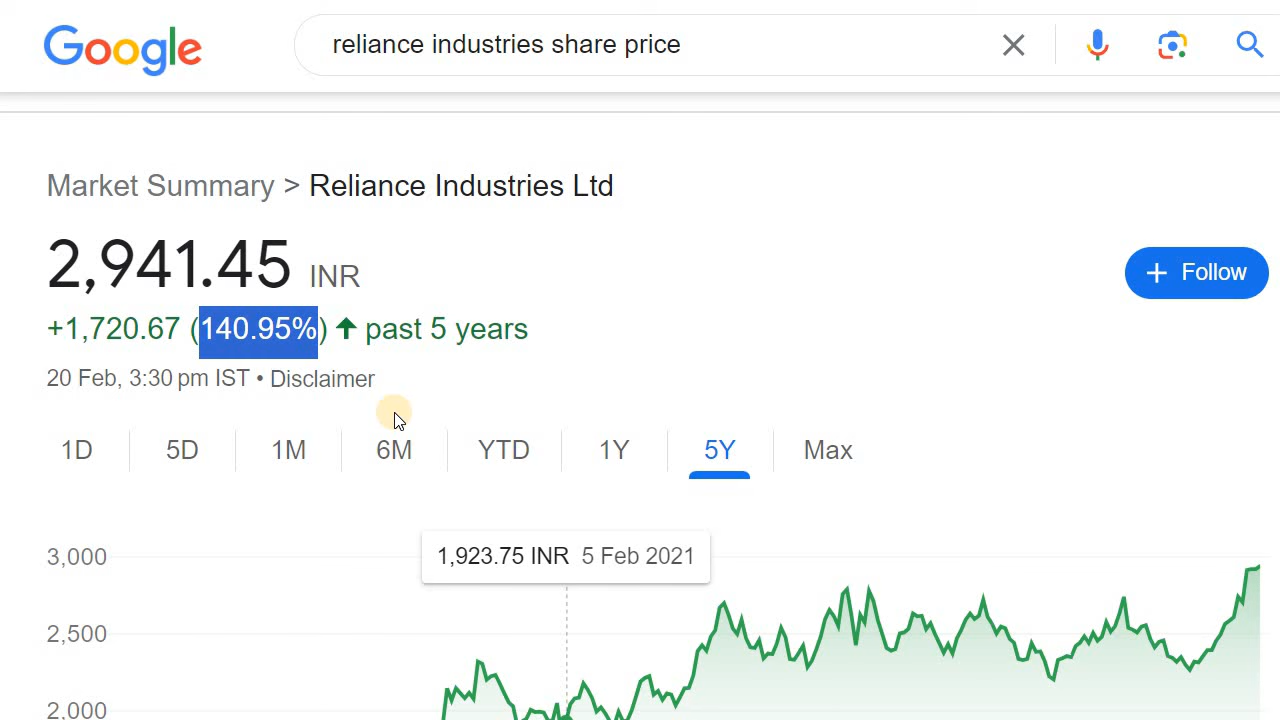 Google
reliance industries share price
Market Summary > Reliance Industries Ltd
2,941.45 INR
+ Follow
+1,720.67 (140.95%) ↑ past 5 years
20 Feb, 3:30 pm IST • Disclaimer
1D 5D 1M 6M YTD 1Y 5Y Max
1,923.75 INR 5 Feb 2021
3,000
2,500
2,000